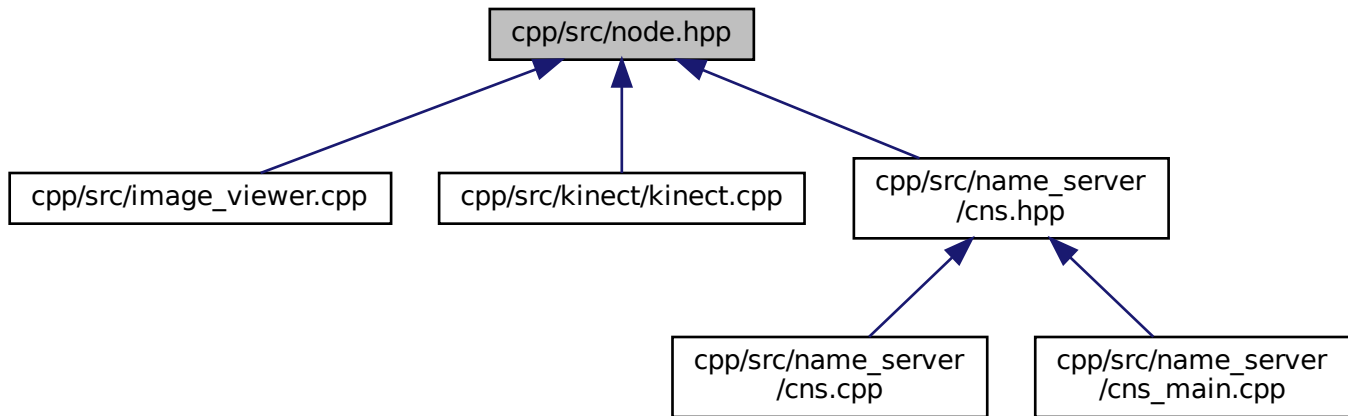 cpp/src/node.hpp
cpp/src/image_viewer.cpp
cpp/src/kinect/kinect.cpp
cpp/src/name_server
/cns.hpp
cpp/src/name_server
/cns.cpp
cpp/src/name_server
/cns_main.cpp